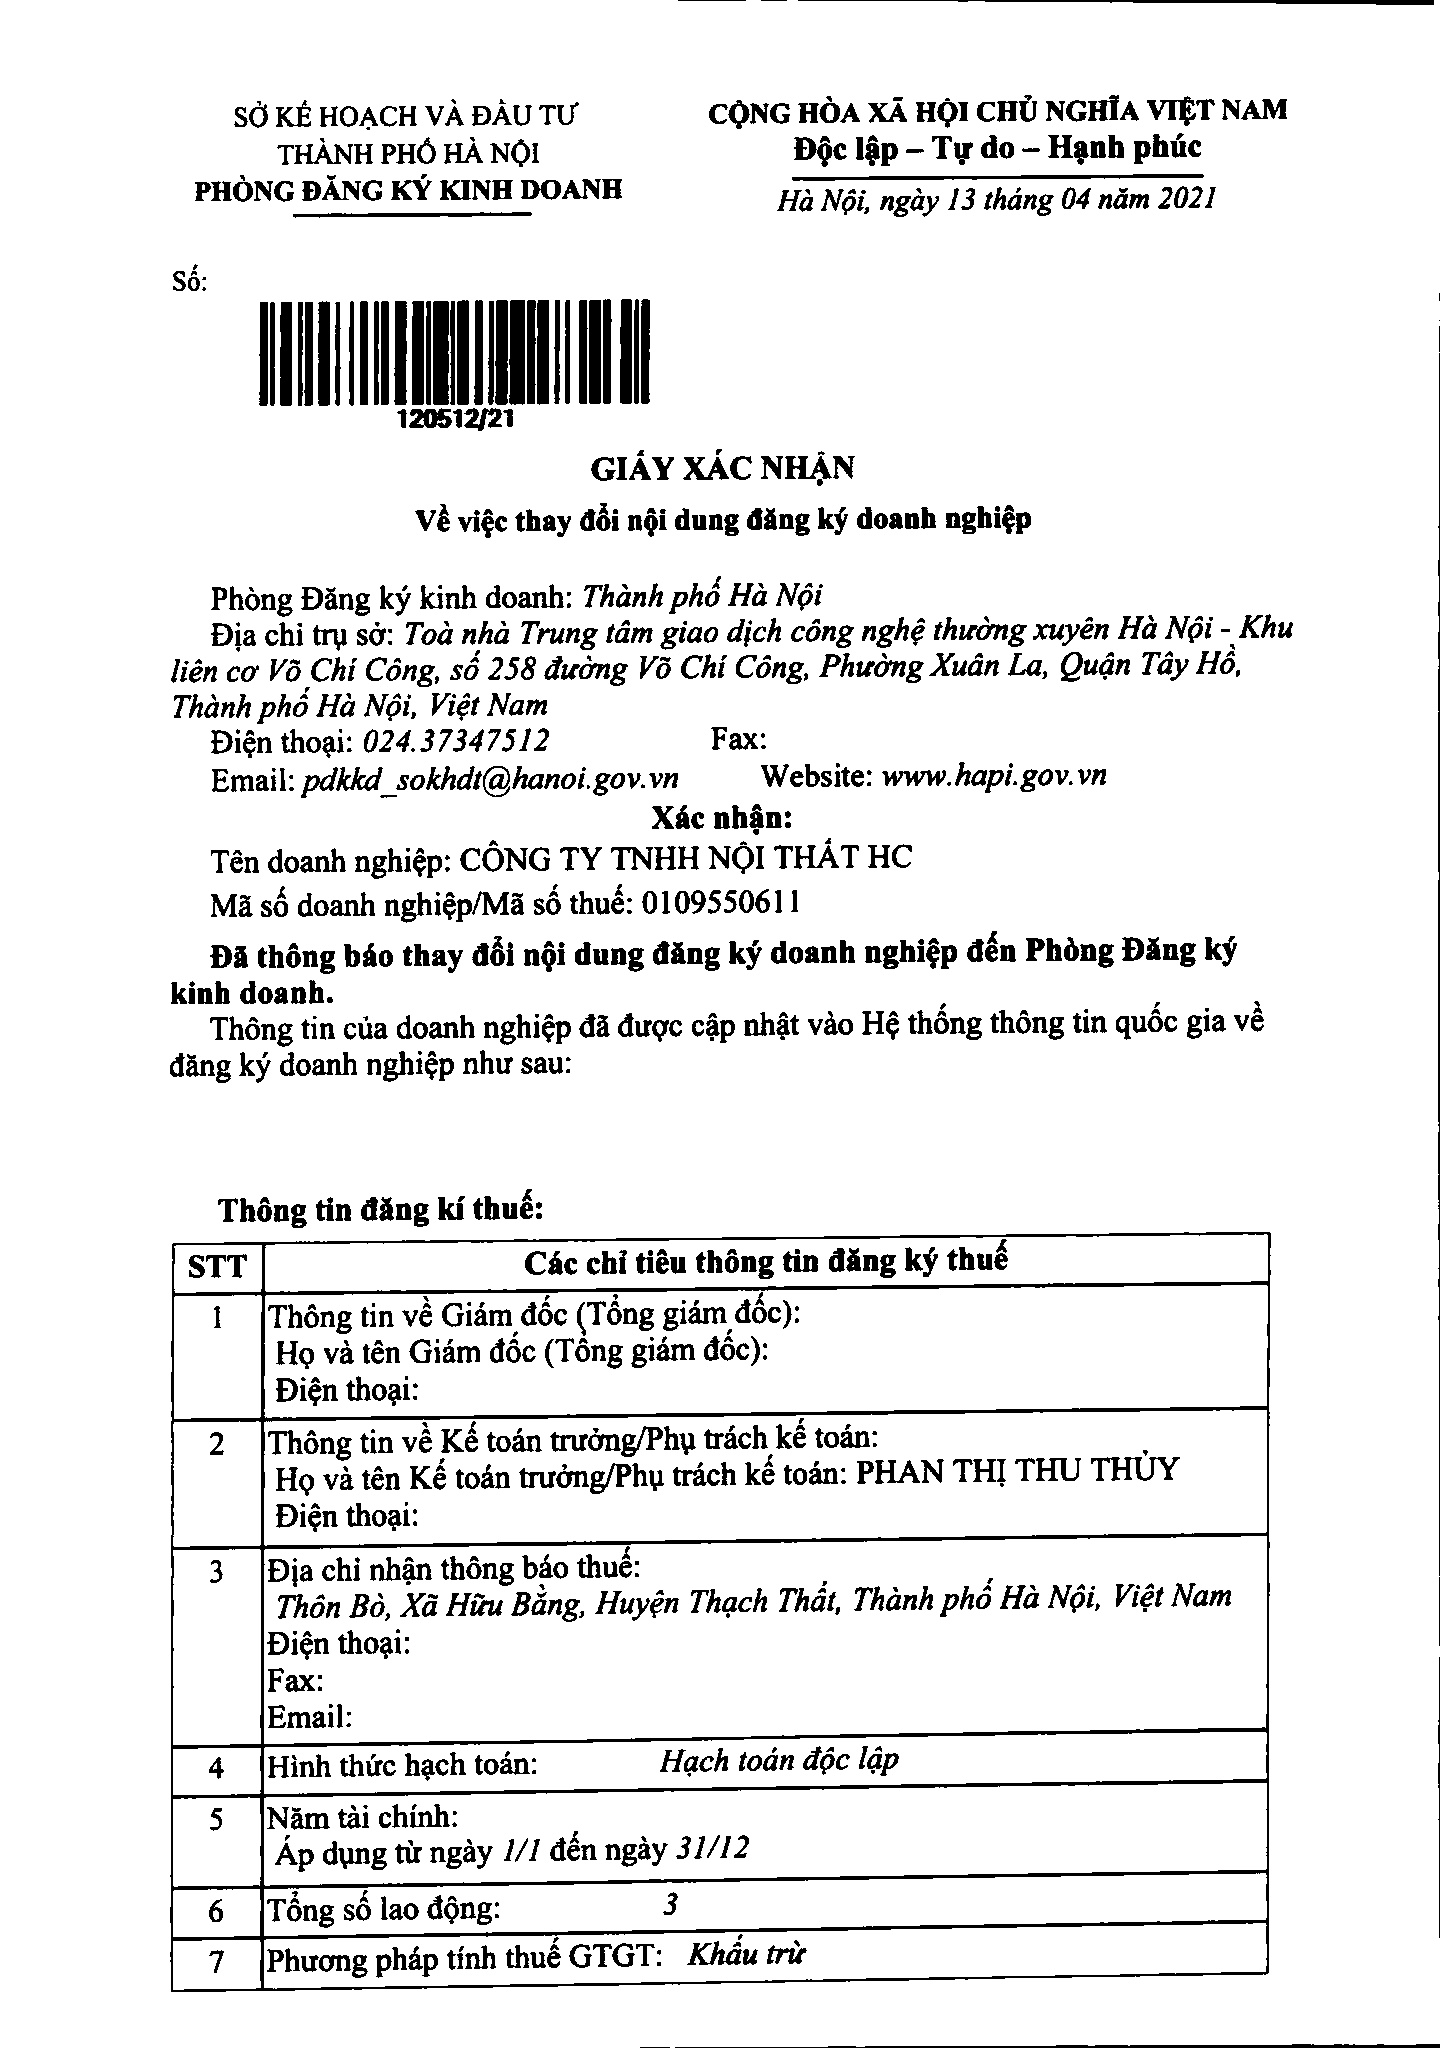 SỞ KẾ HOẠCH VÀ ĐẦU TƯ
THÀNH PHỐ HÀ NỘI
PHÒNG ĐĂNG KÝ KINH DOANH
CỘNG HÒA XÃ HỘI CHỦ NGHĨA VIỆT NAM
Độc lập – Tự do – Hạnh phúc
Hà Nội, ngày 13 tháng 04 năm 2021
Số:
120512/21
GIẤY XÁC NHẬN
Về việc thay đổi nội dung đăng ký doanh nghiệp
Phòng Đăng ký kinh doanh: Thành phố Hà Nội
Địa chỉ trụ sở: Toà nhà Trung tâm giao dịch công nghệ thường xuyên Hà Nội - Khu
liên cơ Võ Chí Công, số 258 đường Võ Chí Công, Phường Xuân La, Quận Tây Hồ,
Thành phố Hà Nội, Việt Nam
Điện thoại: 024.37347512 Fax:
Email: pdkkd_sokhdt@hanoi.gov.vn Website: www.hapi.gov.vn
Xác nhận:
Tên doanh nghiệp: CÔNG TY TNHH NỘI THẤT HC
Mã số doanh nghiệp/Mã số thuế: 0109550611
Đã thông báo thay đổi nội dung đăng ký doanh nghiệp đến Phòng Đăng ký
kinh doanh.
Thông tin của doanh nghiệp đã được cập nhật vào Hệ thống thông tin quốc gia về
đăng ký doanh nghiệp như sau:
Thông tin đăng kí thuế:
STT Các chỉ tiêu thông tin đăng ký thuế
1 Thông tin về Giám đốc (Tổng giám đốc):
Họ và tên Giám đốc (Tổng giám đốc):
Điện thoại:
2 Thông tin về Kế toán trưởng/Phụ trách kế toán:
Họ và tên Kế toán trưởng/Phụ trách kế toán: PHAN THỊ THU THỦY
Điện thoại:
3 Địa chỉ nhận thông báo thuế:
Thôn Bò, Xã Hữu Bằng, Huyện Thạch Thất, Thành phố Hà Nội, Việt Nam
Điện thoại:
Fax:
Email:
4 Hình thức hạch toán: Hạch toán độc lập
5 Năm tài chính:
Áp dụng từ ngày 1/1 đến ngày 31/12
6 Tổng số lao động: 3
7 Phương pháp tính thuế GTGT: Khấu trừ